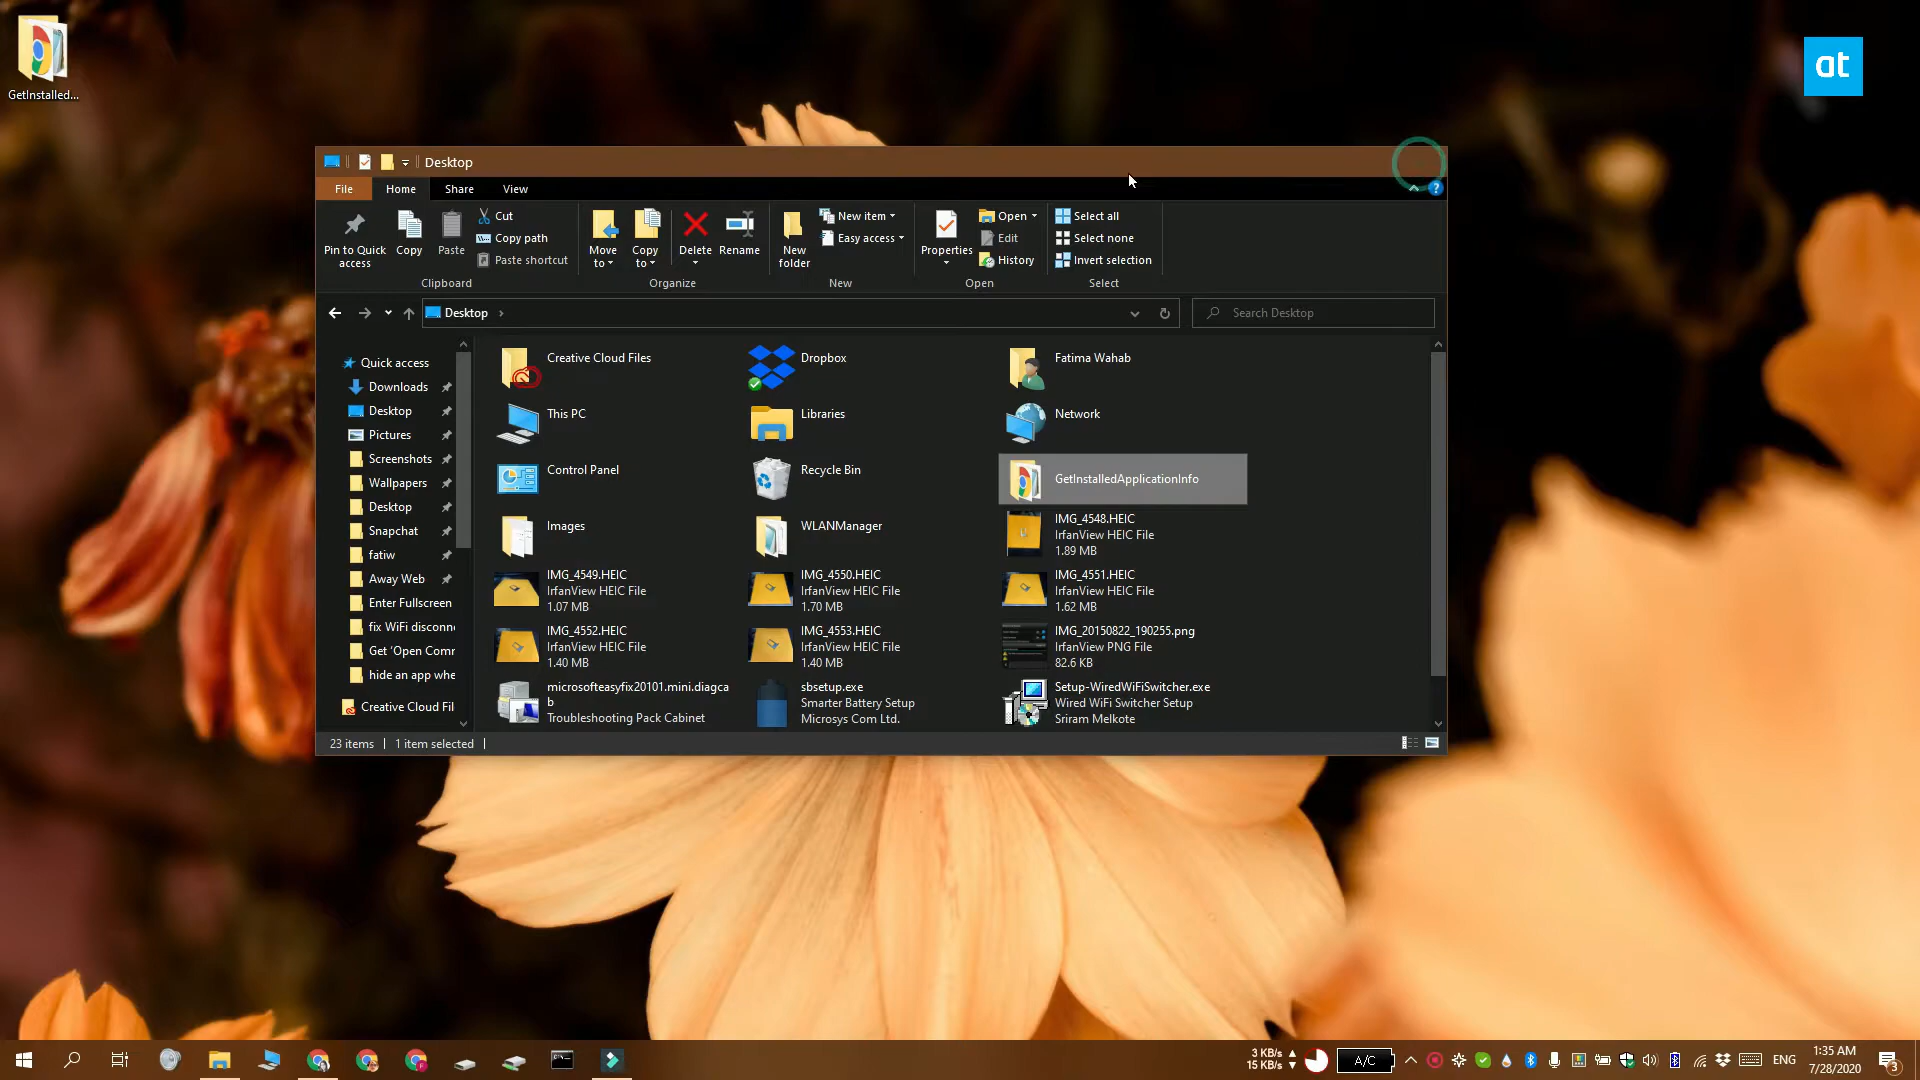 GetInstalled...
at
Desktop
File
Home
Share
View
Pin to Quick
access
Copy
Paste
Cut
Copy path
Paste shortcut
Clipboard
Move
to
Copy
to
Delete
Rename
Organize
New
folder
New item
Easy access
New
Properties
Open
Edit
History
Open
Select all
Select none
Invert selection
Select
Desktop
Search Desktop
Quick access
Downloads
Desktop
Pictures
Screenshots
Wallpapers
Desktop
Snapchat
fatiw
Away Web
Enter Fullscreen
fix WiFi disconne
Get 'Open Comr
hide an app whe
Creative Cloud Fil
Creative Cloud Files
Dropbox
Fatima Wahab
This PC
Libraries
Network
Control Panel
Recycle Bin
GetInstalledApplicationInfo
Images
WLANManager
IMG_4548.HEIC
IrfanView HEIC File
1.89 MB
IMG_4549.HEIC
IrfanView HEIC File
1.07 MB
IMG_4550.HEIC
IrfanView HEIC File
1.70 MB
IMG_4551.HEIC
IrfanView HEIC File
1.62 MB
IMG_4552.HEIC
IrfanView HEIC File
1.40 MB
IMG_4553.HEIC
IrfanView HEIC File
1.40 MB
IMG_20150822_190255.png
IrfanView PNG File
82.6 KB
microsofteasyfix20101.mini.diagca
b
Troubleshooting Pack Cabinet
sbsetup.exe
Smarter Battery Setup
Microsys Com Ltd.
Setup-WiredWiFiSwitcher.exe
Wired WiFi Switcher Setup
Sriram Melkote
23 items
1 item selected
3 KB/s
15 KB/s
A/C
ENG
1:35 AM
7/28/2020
3